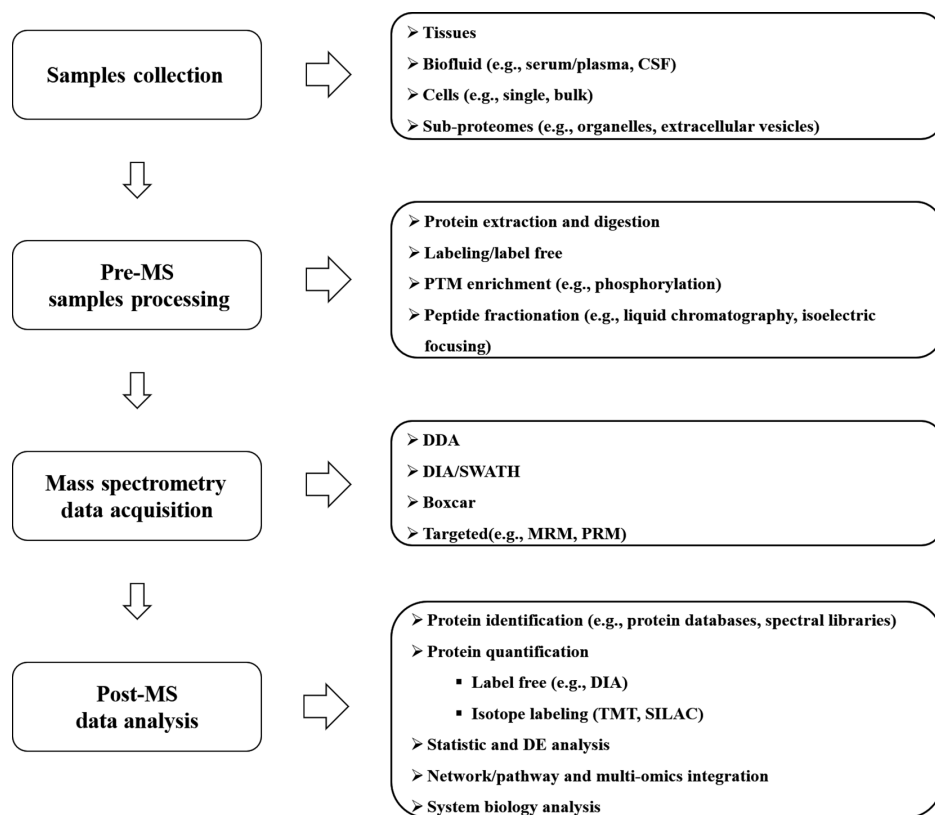 Samples collection
➢ Tissues
➢ Biofluid (e.g., serum/plasma, CSF)
➢ Cells (e.g., single, bulk)
➢ Sub-proteomes (e.g., organelles, extracellular vesicles)
Pre-MS
samples processing
➢ Protein extraction and digestion
➢ Labeling/label free
➢ PTM enrichment (e.g., phosphorylation)
➢ Peptide fractionation (e.g., liquid chromatography, isoelectric
focusing)
Mass spectrometry
data acquisition
➢ DDA
➢ DIA/SWATH
➢ Boxcar
➢ Targeted(e.g., MRM, PRM)
Post-MS
data analysis
➢ Protein identification (e.g., protein databases, spectral libraries)
➢ Protein quantification
▪ Label free (e.g., DIA)
▪ Isotope labeling (TMT, SILAC)
➢ Statistic and DE analysis
➢ Network/pathway and multi-omics integration
➢ System biology analysis